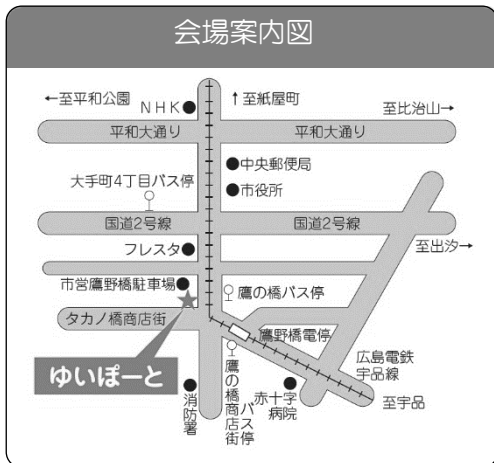 会場案内図
←至平和公園
NHK
↑至紙屋町
至比治山→
平和大通り
平和大通り
中央郵便局
大手町4丁目バス停
市役所
国道2号線
国道2号線
フレスタ
至出汐→
市営鷹野橋駐車場
鷹の橋バス停
タカノ橋商店街
鷹野橋電停
広島電鉄
宇品線
ゆいぽーと
消防署
鷹の橋商店街
バス停
赤十字
病院
至宇品